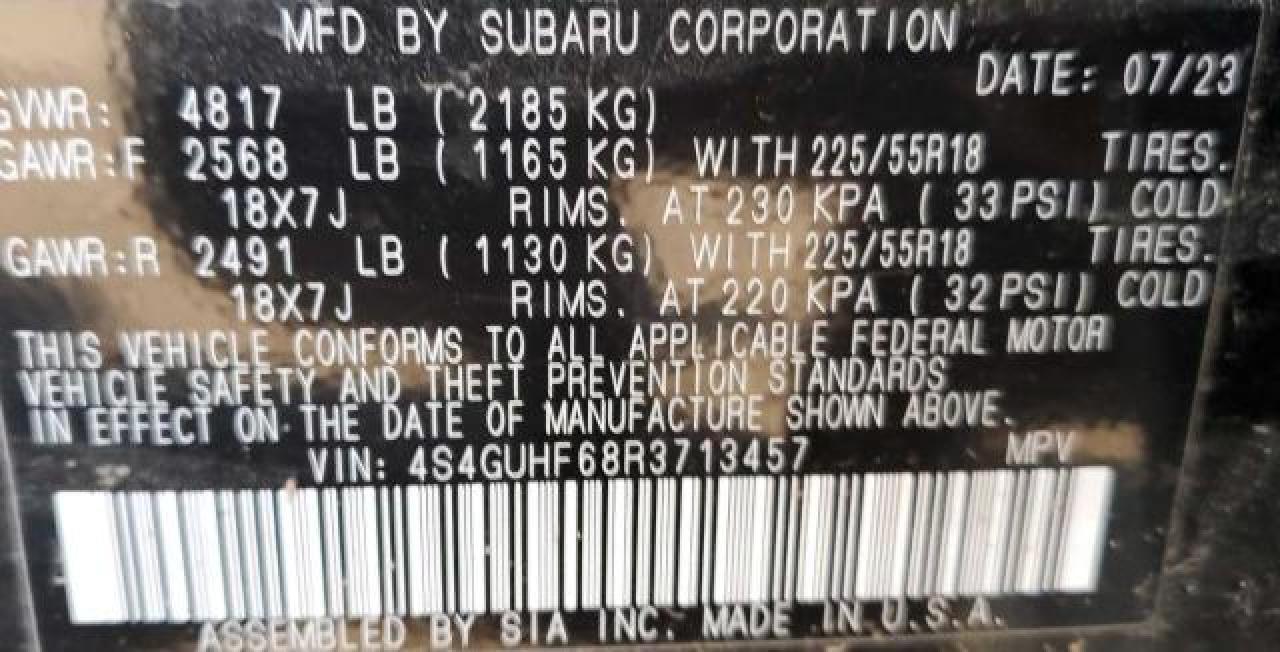 MFD BY SUBARU CORPORATION
DATE: 07/23
GVWR: 4817 LB ( 2185 KG)
GAWR:F 2568 LB ( 1165 KG) WITH 225/55R18 TIRES.
18X7J RIMS. AT 230 KPA ( 33 PSI) COLD
GAWR:R 2491 LB ( 1130 KG) WITH 225/55R18 TIRES.
18X7J RIMS. AT 220 KPA ( 32 PSI) COLD
THIS VEHICLE CONFORMS TO ALL APPLICABLE FEDERAL MOTOR
VEHICLE SAFETY AND THEFT PREVENTION STANDARDS
IN EFFECT ON THE DATE OF MANUFACTURE SHOWN ABOVE.
VIN: 4S4GUHF68R3713457 MPV
ASSEMBLED BY SIA INC. MADE IN U.S.A.